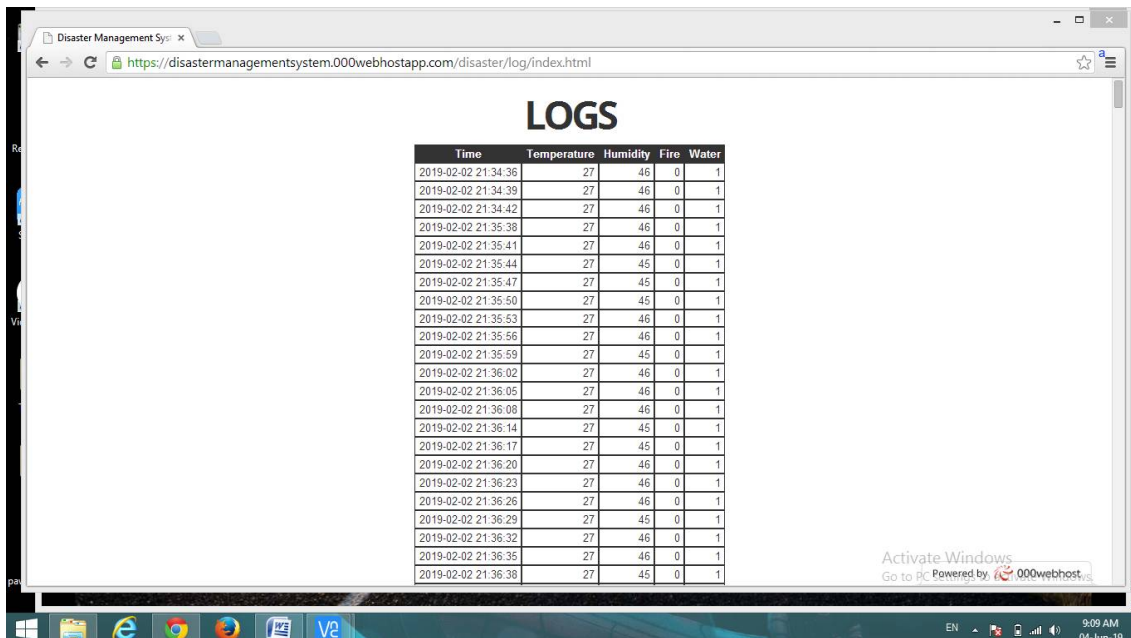 Disaster Management Sys
https://disastermanagementsystem.000webhostapp.com/disaster/log/index.html
LOGS
Time Temperature Humidity Fire Water
2019-02-02 21:34:36 27 46 0 1
2019-02-02 21:34:39 27 46 0 1
2019-02-02 21:34:42 27 46 0 1
2019-02-02 21:35:38 27 46 0 1
2019-02-02 21:35:41 27 46 0 1
2019-02-02 21:35:44 27 45 0 1
2019-02-02 21:35:47 27 45 0 1
2019-02-02 21:35:50 27 45 0 1
2019-02-02 21:35:53 27 46 0 1
2019-02-02 21:35:56 27 46 0 1
2019-02-02 21:35:59 27 45 0 1
2019-02-02 21:36:02 27 46 0 1
2019-02-02 21:36:05 27 46 0 1
2019-02-02 21:36:08 27 46 0 1
2019-02-02 21:36:14 27 45 0 1
2019-02-02 21:36:17 27 45 0 1
2019-02-02 21:36:20 27 46 0 1
2019-02-02 21:36:23 27 46 0 1
2019-02-02 21:36:26 27 46 0 1
2019-02-02 21:36:29 27 45 0 1
2019-02-02 21:36:32 27 46 0 1
2019-02-02 21:36:35 27 46 0 1
2019-02-02 21:36:38 27 45 0 1
Activate Windows
Go to PC
Powered by 000webhost
EN 9:09 AM
04-Jun-19